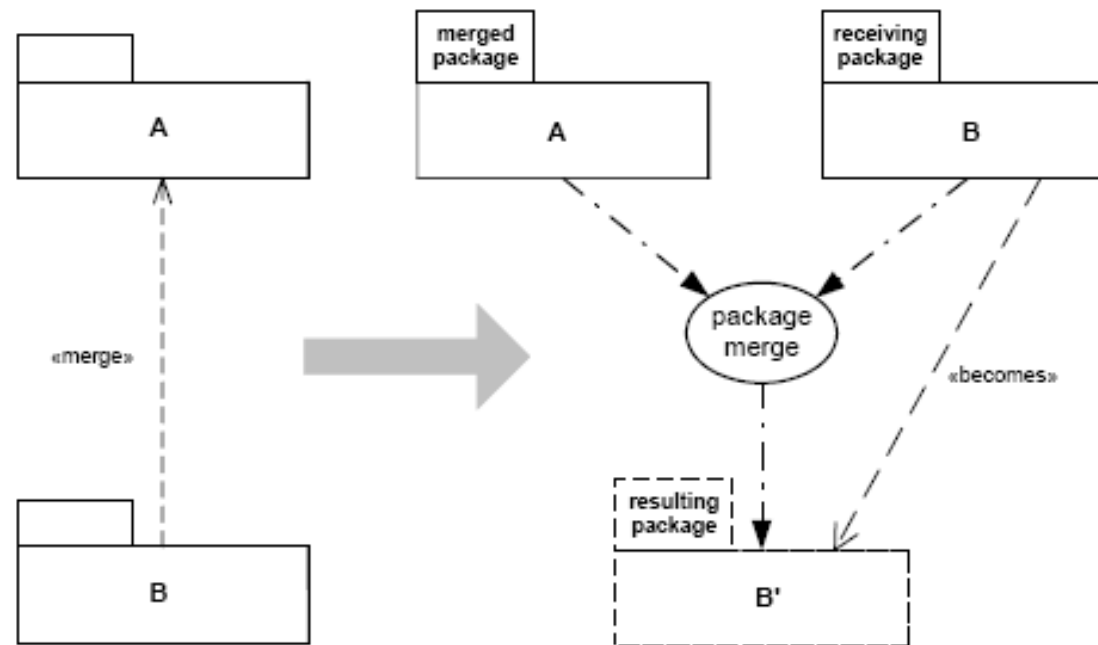 merged
package
receiving
package
A
A
B
package
merge
«merge»
«becomes»
resulting
package
B
B'